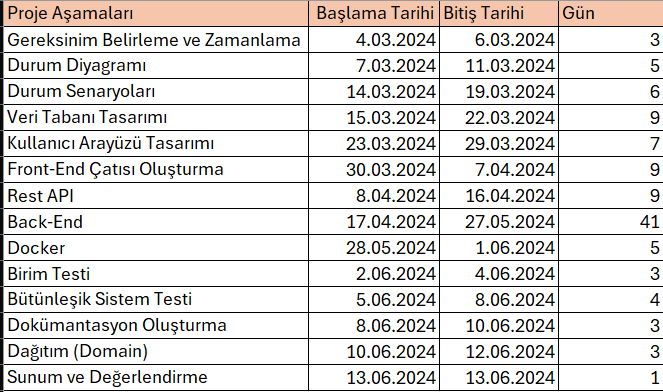 Proje Aşamaları Başlama Tarihi Bitiş Tarihi Gün
Gereksinim Belirleme ve Zamanlama 4.03.2024 6.03.2024 3
Durum Diyagramı 7.03.2024 11.03.2024 5
Durum Senaryoları 14.03.2024 19.03.2024 6
Veri Tabanı Tasarımı 15.03.2024 22.03.2024 9
Kullanıcı Arayüzü Tasarımı 23.03.2024 29.03.2024 7
Front-End Çatısı Oluşturma 30.03.2024 7.04.2024 9
Rest API 8.04.2024 16.04.2024 9
Back-End 17.04.2024 27.05.2024 41
Docker 28.05.2024 1.06.2024 5
Birim Testi 2.06.2024 4.06.2024 3
Bütünleşik Sistem Testi 5.06.2024 8.06.2024 4
Dokümantasyon Oluşturma 8.06.2024 10.06.2024 3
Dağıtım (Domain) 10.06.2024 12.06.2024 3
Sunum ve Değerlendirme 13.06.2024 13.06.2024 1